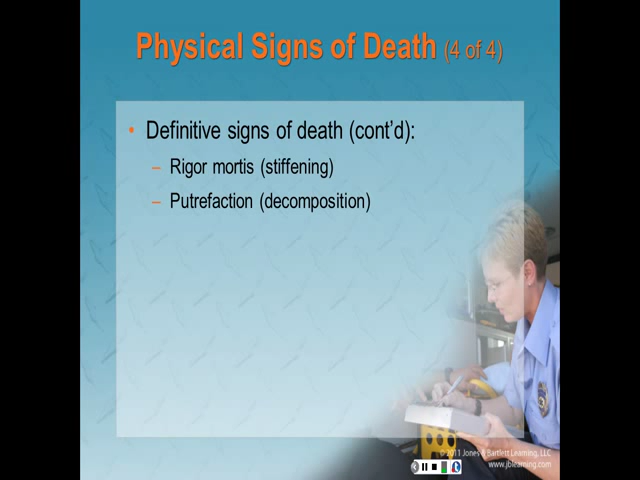 Physical Signs of Death (4 of 4)
• Definitive signs of death (cont'd):
– Rigor mortis (stiffening)
– Putrefaction (decomposition)
© 2011 Jones & Bartlett Learning, LLC
www.jblearning.com